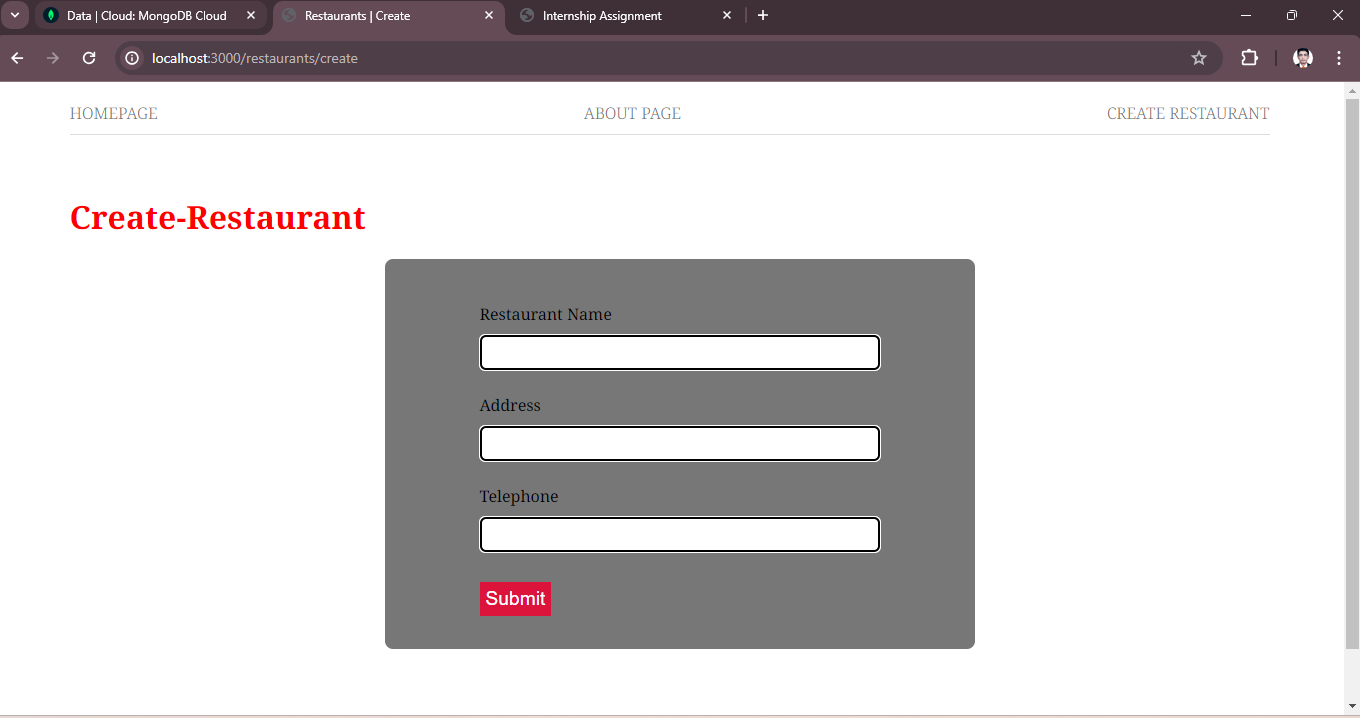 Data | Cloud: MongoDB Cloud
Restaurants | Create
Internship Assignment
localhost:3000/restaurants/create
HOMEPAGE
ABOUT PAGE
CREATE RESTAURANT
Create-Restaurant
Restaurant Name
Address
Telephone
Submit